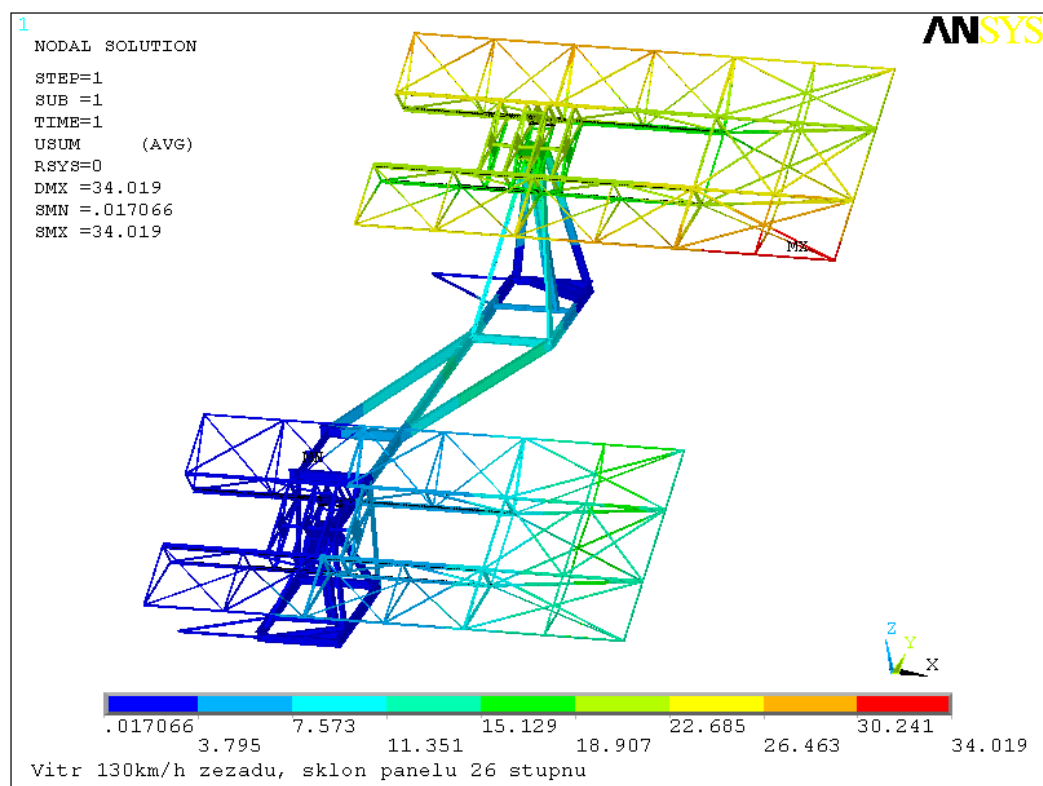 1
ANSYS
NODAL SOLUTION
STEP=1
SUB =1
TIME=1
USUM (AVG)
RSYS=0
DMX =34.019
SMN =.017066
SMX =34.019
MX
MN
Z
Y
X
.017066 7.573 15.129 22.685 30.241
3.795 11.351 18.907 26.463 34.019
Vitr 130km/h zezadu, sklon panelu 26 stupnu